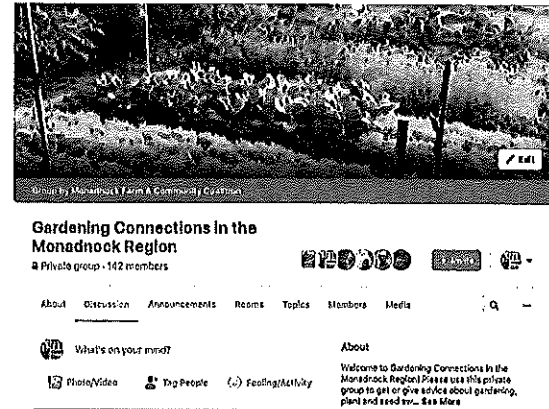 Edit
Group by Monadnock Farm & Community Coalition
Gardening Connections in the
Monadnock Region
Private group · 142 members
+ Invite
About Discussion Announcements Rooms Topics Members Media
What's on your mind?
Photo/Video Tag People Feeling/Activity
About
Welcome to Gardening Connections in the
Monadnock Region! Please use this private
group to get or give advice about gardening,
plant and seed sw... See More